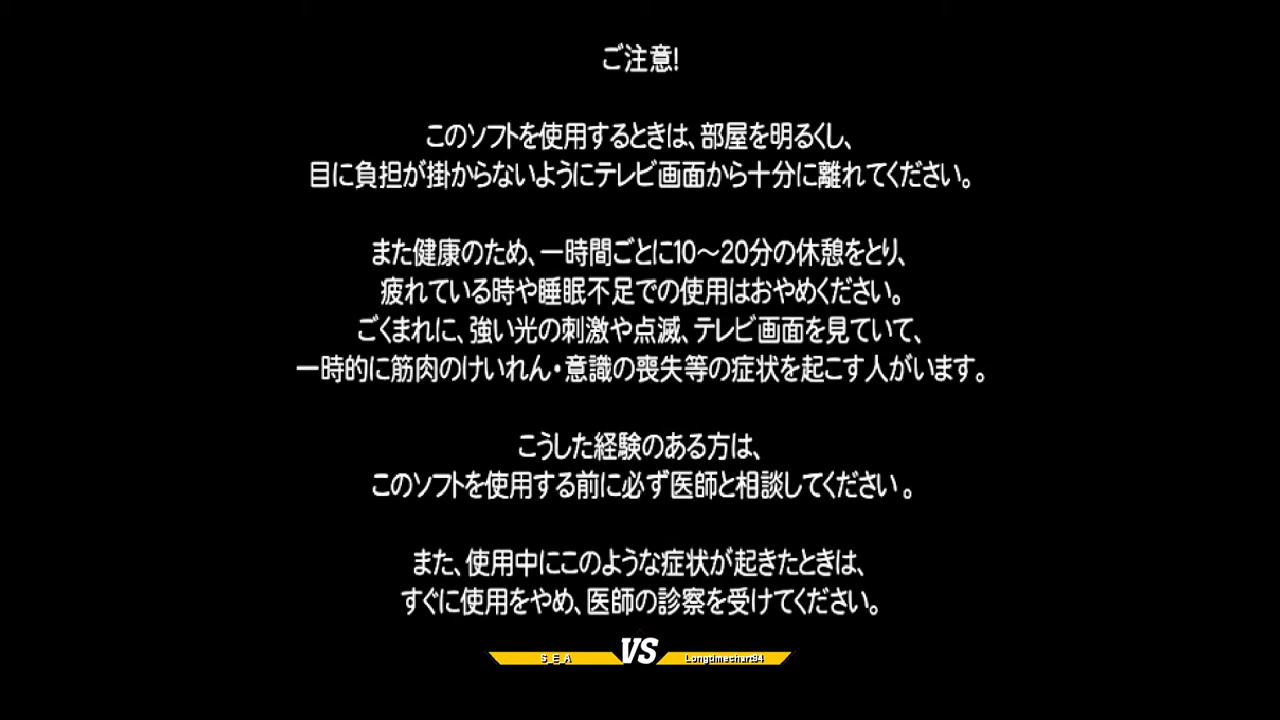 ご注意!
このソフトを使用するときは、部屋を明るくし、
目に負担が掛からないようにテレビ画面から十分に離れてください。
また健康のため、一時間ごとに10～20分の休憩をとり、
疲れている時や睡眠不足での使用はおやめください。
ごくまれに、強い光の刺激や点滅、テレビ画面を見ていて、
一時的に筋肉のけいれん・意識の喪失等の症状を起こす人がいます。
こうした経験のある方は、
このソフトを使用する前に必ず医師と相談してください。
また、使用中にこのような症状が起きたときは、
すぐに使用をやめ、医師の診察を受けてください。
S_E_A VS